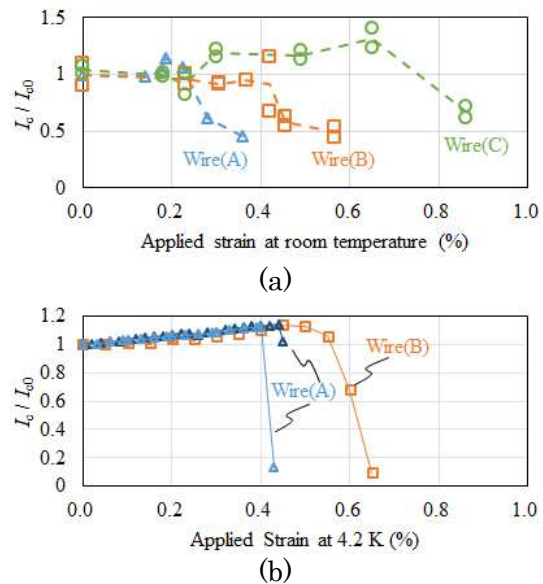 1.5
1
0.5
0
I_c / I_c0
Wire(A)
Wire(B)
Wire(C)
0.0 0.2 0.4 0.6 0.8 1.0
Applied strain at room temperature (%)
(a)
1.2
1
0.8
0.6
0.4
0.2
0
I_c / I_c0
Wire(B)
Wire(A)
0.0 0.2 0.4 0.6 0.8 1.0
Applied Strain at 4.2 K (%)
(b)